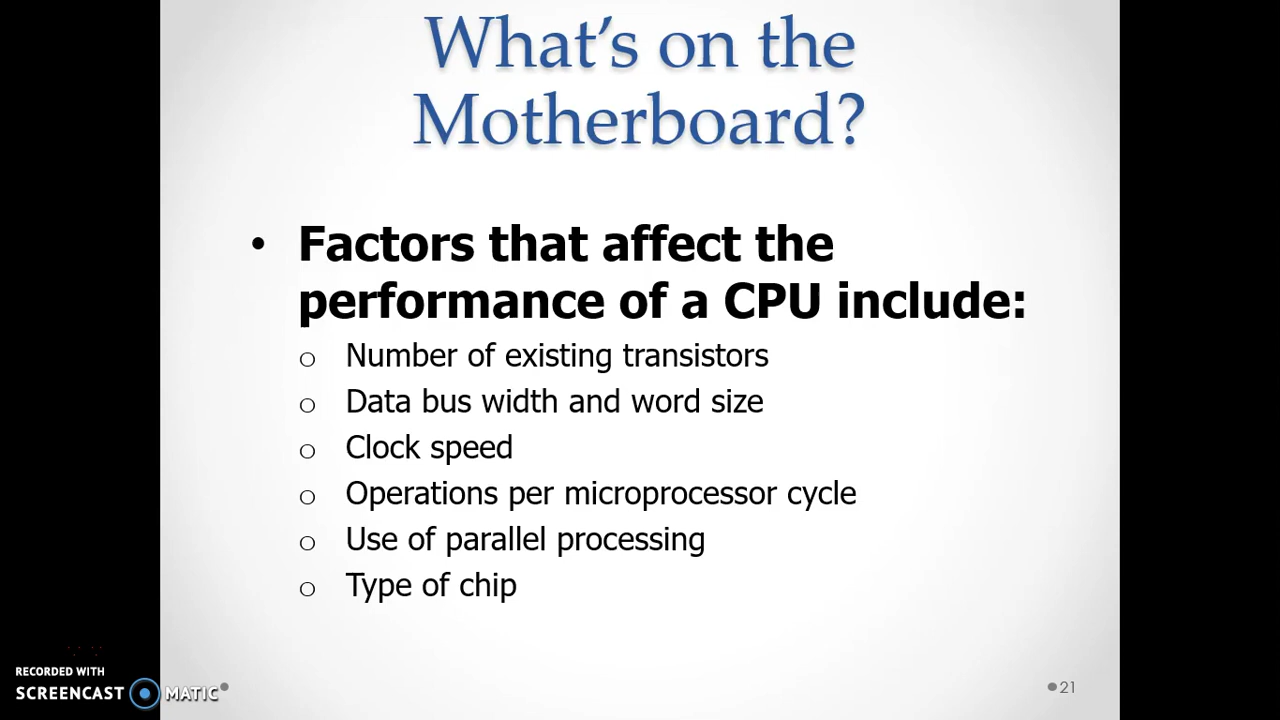 What's on the
Motherboard?
• Factors that affect the
performance of a CPU include:
o Number of existing transistors
o Data bus width and word size
o Clock speed
o Operations per microprocessor cycle
o Use of parallel processing
o Type of chip
RECORDED WITH
SCREENCAST MATIC
21